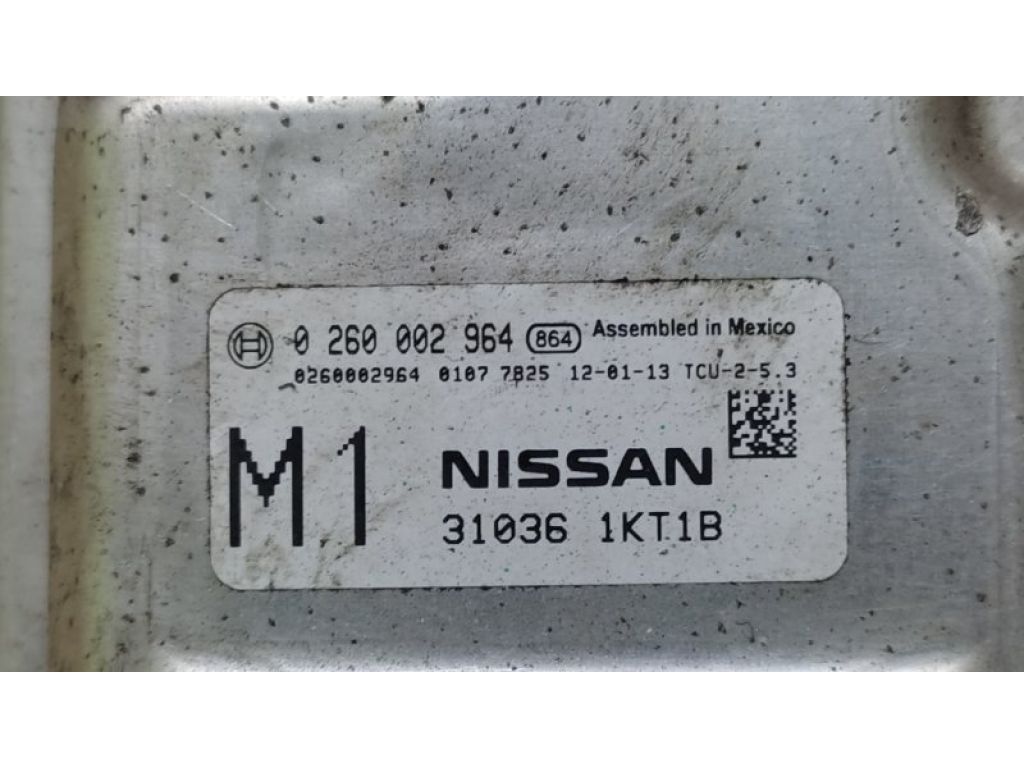 0 260 002 964 864 Assembled in Mexico
0260002964 0107 7825 12-01-13 TCU-2-5.3
M1
NISSAN
31036 1KT1B